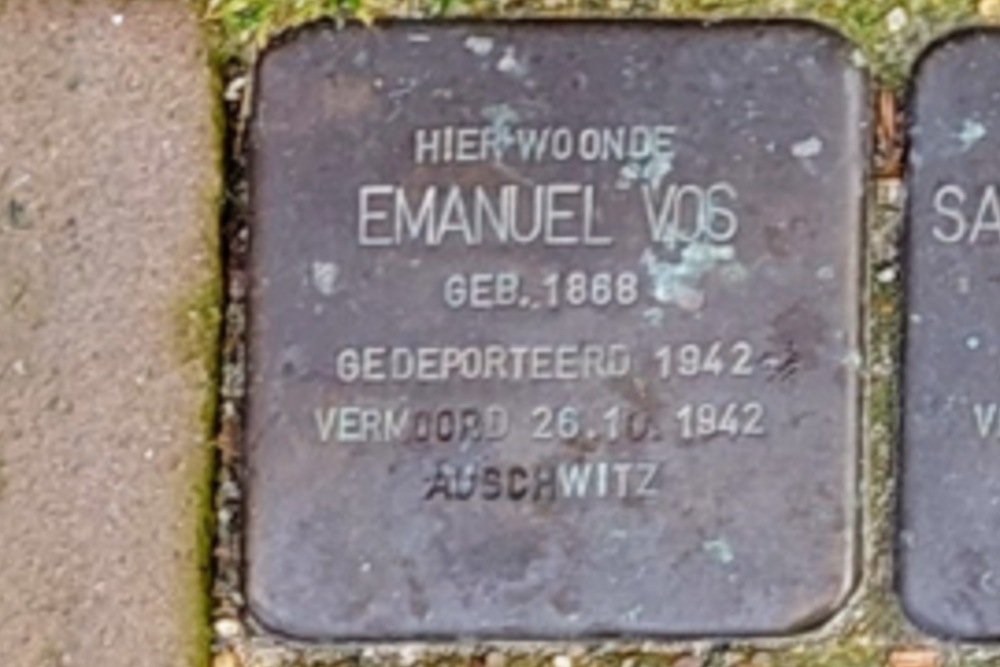 HIER WOONDE
EMANUEL VOS
GEB. 1868
GEDEPORTEERD 1942
VERMOORD 26.10.1942
AUSCHWITZ